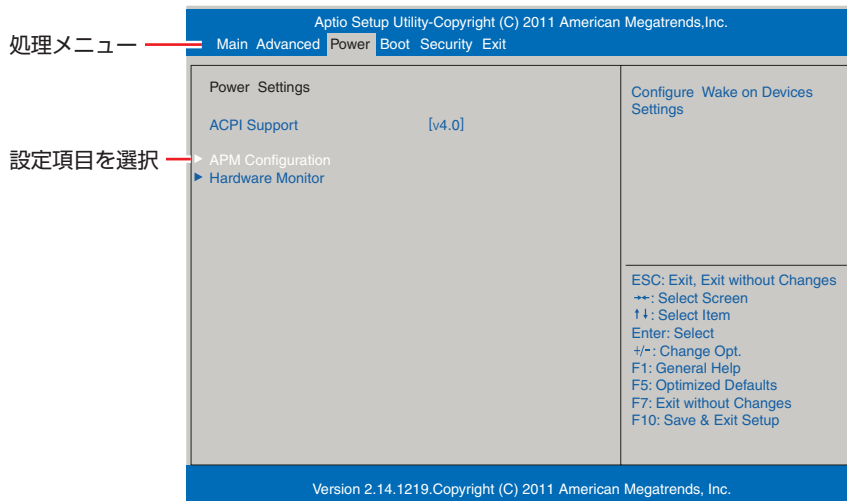 Aptio Setup Utility-Copyright (C) 2011 American Megatrends,Inc.
処理メニュー
Main Advanced Power Boot Security Exit
Power Settings
ACPI Support [v4.0]
設定項目を選択
▶ APM Configuration
▶ Hardware Monitor
Configure Wake on Devices
Settings
ESC: Exit, Exit without Changes
→←: Select Screen
↑↓: Select Item
Enter: Select
+/-: Change Opt.
F1: General Help
F5: Optimized Defaults
F7: Exit without Changes
F10: Save & Exit Setup
Version 2.14.1219.Copyright (C) 2011 American Megatrends, Inc.